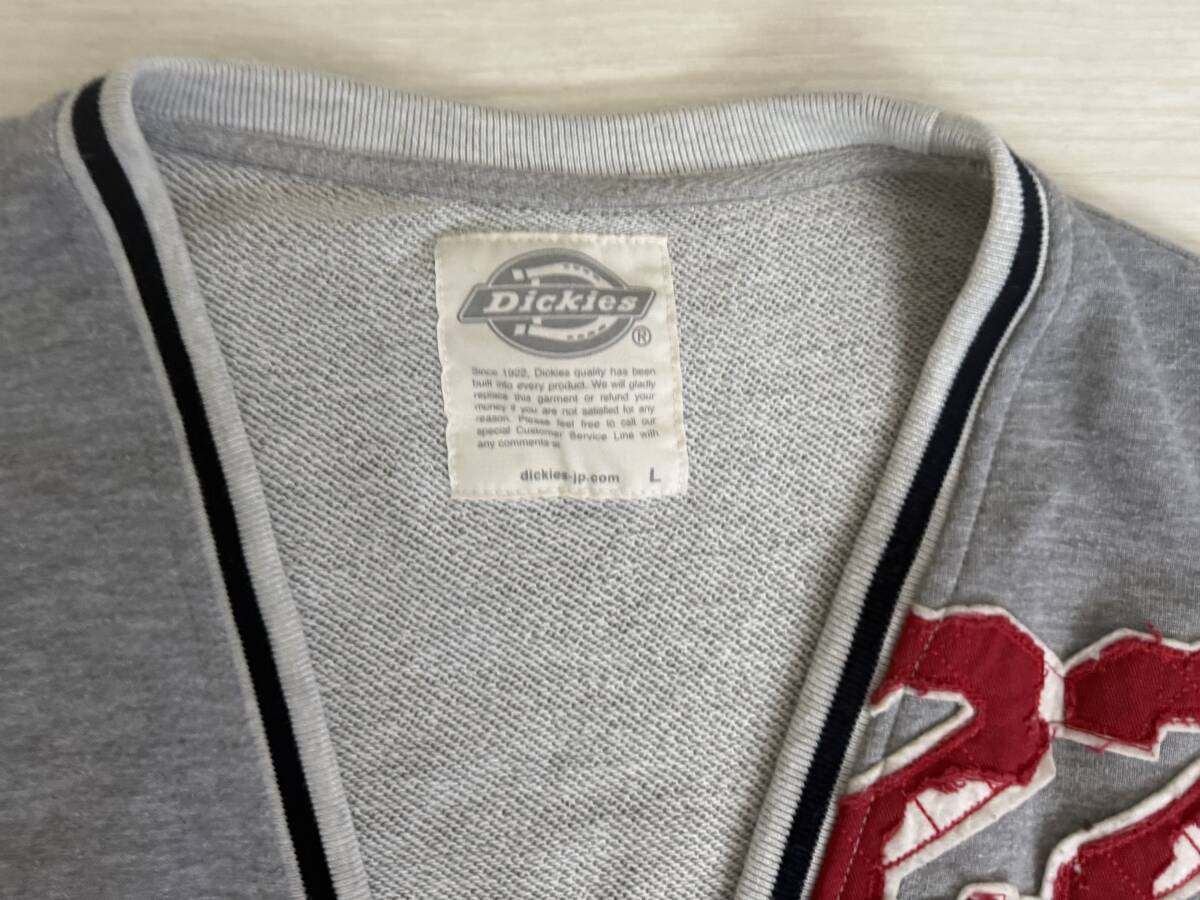 Dickies
®
Since 1922, Dickies quality has been
built into every product. We will gladly
replace this garment or refund your
money if you are not satisfied for any
reason. Please feel free to call our
special Customer Service Line with
any comments at
dickies-jp.com L